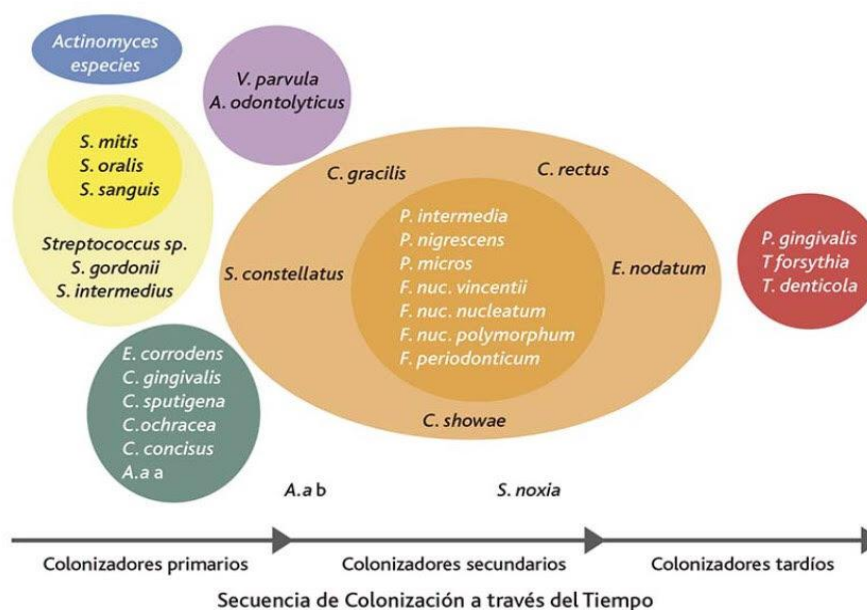 Actinomyces
especies
V. parvula
A. odontolyticus
S. mitis
S. oralis
S. sanguis
Streptococcus sp.
S. gordonii
S. intermedius
E. corrodens
C. gingivalis
C. sputigena
C.ochracea
C. concisus
A.a a
C. gracilis
C. rectus
S. constellatus
E. nodatum
P. intermedia
P. nigrescens
P. micros
F. nuc. vincentii
F. nuc. nucleatum
F. nuc. polymorphum
F. periodonticum
C. showae
P. gingivalis
T forsythia
T. denticola
A.a b
S. noxia
Colonizadores primarios
Colonizadores secundarios
Colonizadores tardíos
Secuencia de Colonización a través del Tiempo